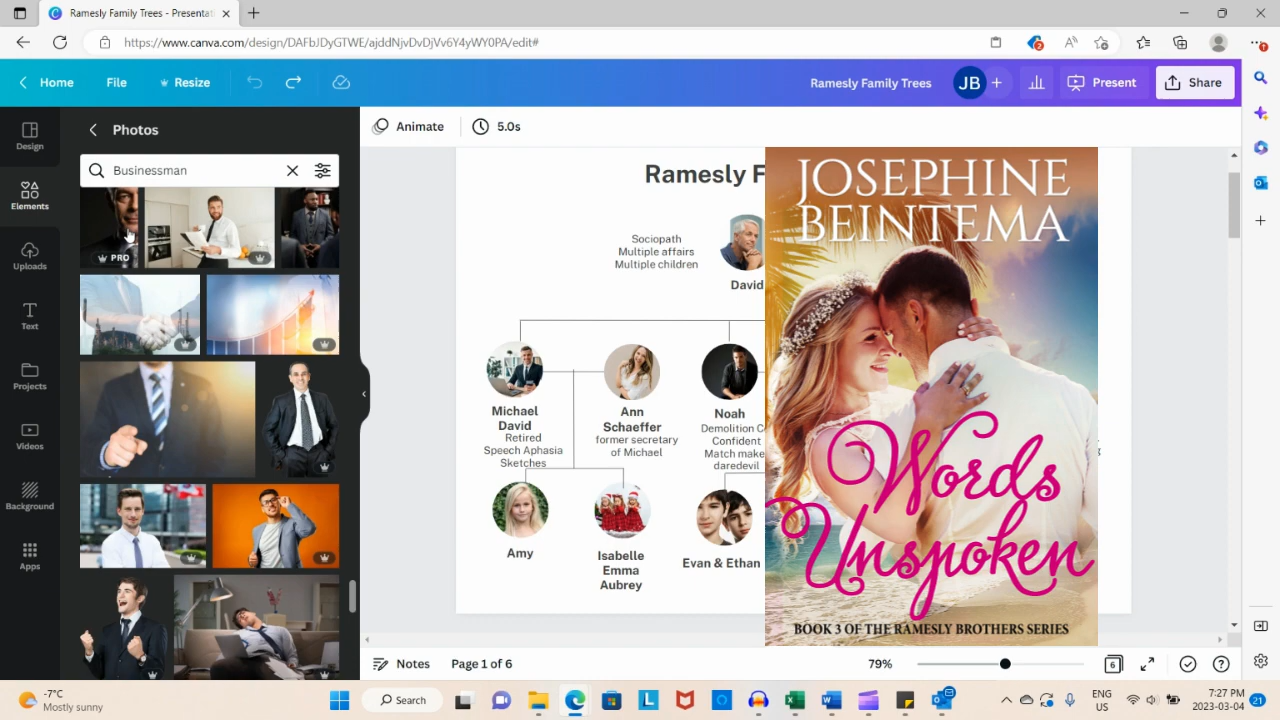 Ramesly Family Trees - Presentat
https://www.canva.com/design/DAFbJDyGTWE/ajddNjvDvDjVv6Y4yWY0PA/edit#
2
Home
File
Resize
Ramesly Family Trees
JB
Present
Share
Design
Elements
Uploads
Text
Projects
Videos
Background
Apps
Photos
Businessman
PRO
Animate
5.0s
Ramesly F
Sociopath
Multiple affairs
Multiple children
David
Michael
David
Retired
Speech Aphasia
Sketches
Ann
Schaeffer
former secretary
of Michael
Noah
Demolition C
Confident
Match make
daredevil
Amy
Isabelle
Emma
Aubrey
Evan & Ethan
JOSEPHINE
BEINTEMA
Words
Unspoken
BOOK 3 OF THE RAMESLY BROTHERS SERIES
Notes
Page 1 of 6
79%
6
-7°C
Mostly sunny
Search
ENG
US
7:27 PM
2023-03-04
21